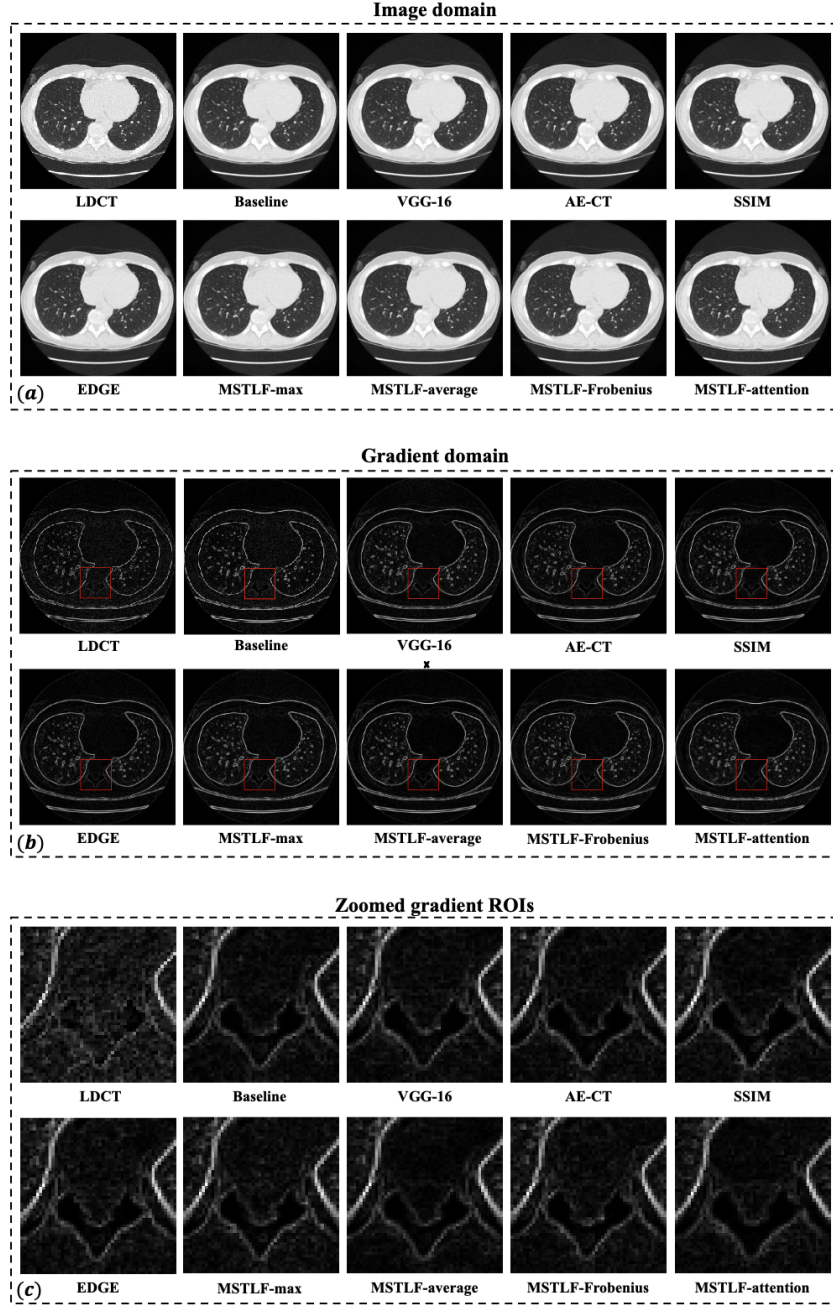 Image domain
LDCT Baseline VGG-16 AE-CT SSIM
EDGE MSTLF-max MSTLF-average MSTLF-Frobenius MSTLF-attention
(a)
Gradient domain
LDCT Baseline VGG-16 AE-CT SSIM
x
EDGE MSTLF-max MSTLF-average MSTLF-Frobenius MSTLF-attention
(b)
Zoomed gradient ROIs
LDCT Baseline VGG-16 AE-CT SSIM
EDGE MSTLF-max MSTLF-average MSTLF-Frobenius MSTLF-attention
(c)